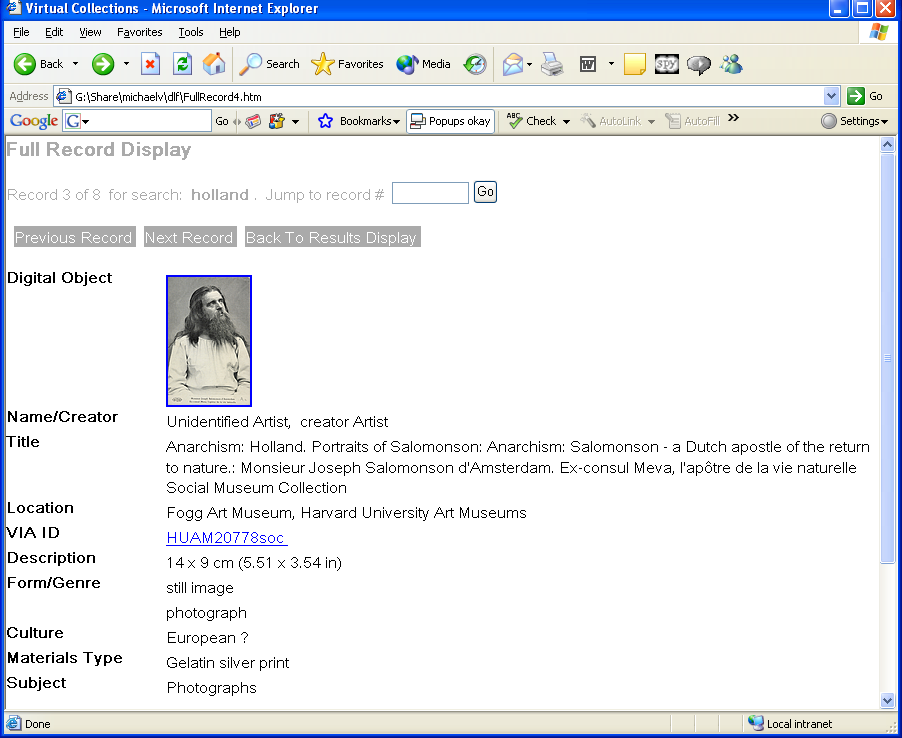 Virtual Collections - Microsoft Internet Explorer
File Edit View Favorites Tools Help
Back Search Favorites Media
Address G:\Share\michaelv\dlf\FullRecord4.htm Go
Google G Go Bookmarks Popups okay ABC Check AutoLink AutoFill » Settings
Full Record Display
Record 3 of 8 for search: holland . Jump to record # Go
Previous Record Next Record Back To Results Display
Digital Object
Name/Creator Unidentified Artist, creator Artist
Title Anarchism: Holland. Portraits of Salomonson: Anarchism: Salomonson - a Dutch apostle of the return
to nature.: Monsieur Joseph Salomonson d'Amsterdam. Ex-consul Meva, l'apôtre de la vie naturelle
Social Museum Collection
Location Fogg Art Museum, Harvard University Art Museums
VIA ID HUAM20778soc
Description 14 x 9 cm (5.51 x 3.54 in)
Form/Genre still image
photograph
Culture European ?
Materials Type Gelatin silver print
Subject Photographs
Done Local intranet